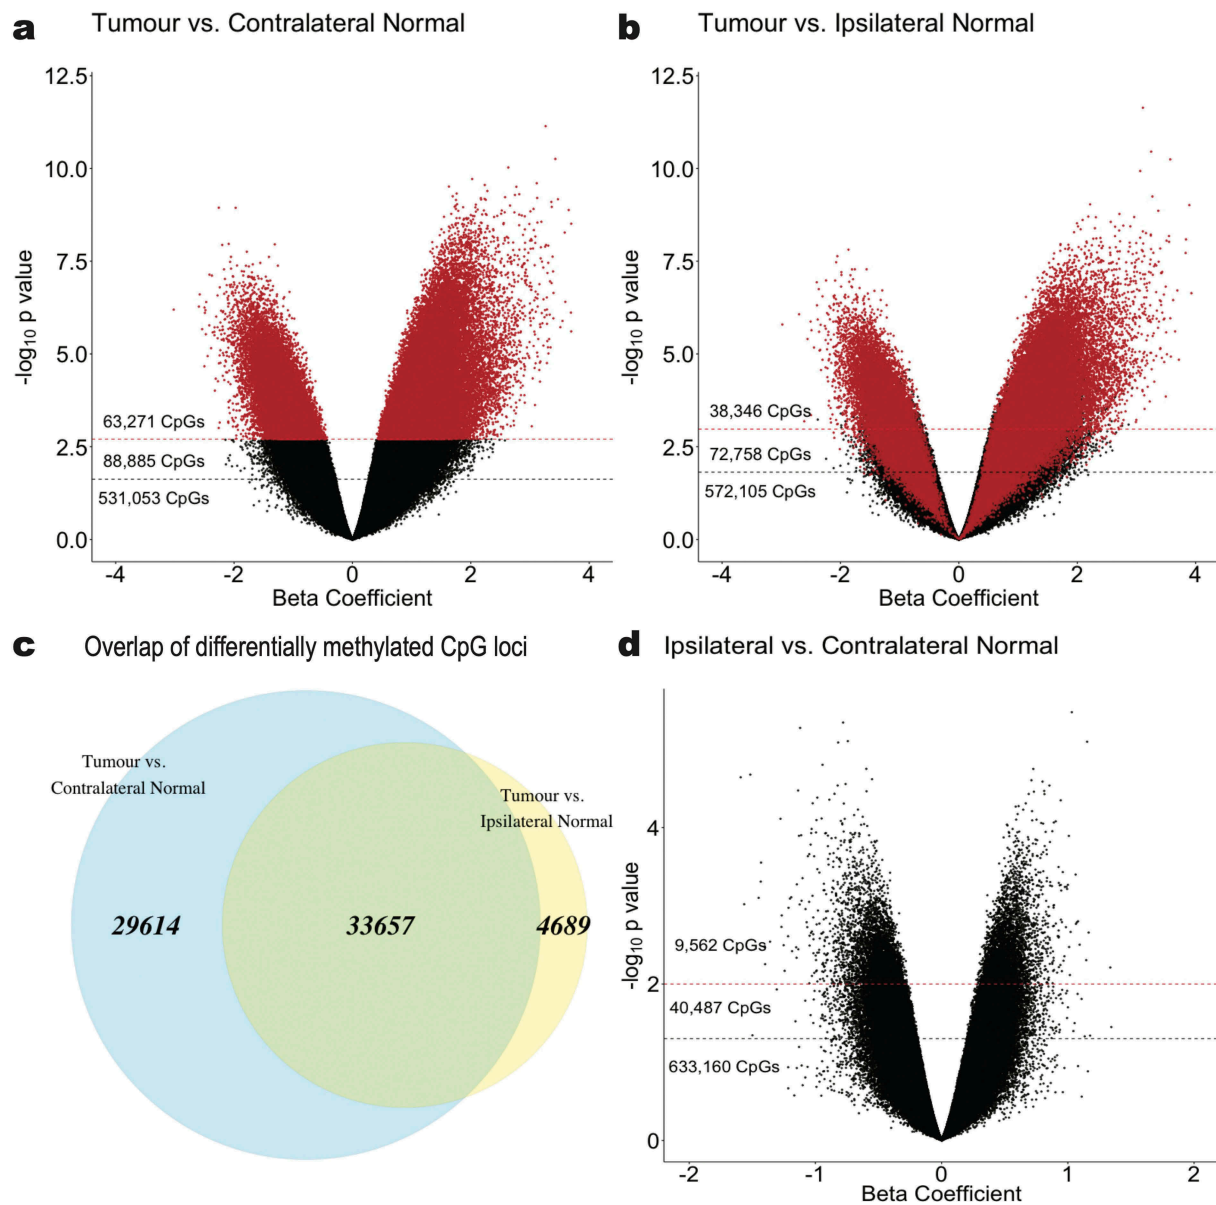 a Tumour vs. Contralateral Normal
12.5
10.0
7.5
5.0
2.5
0.0
-log10 p value
63,271 CpGs
88,885 CpGs
531,053 CpGs
-4 -2 0 2 4
Beta Coefficient
b Tumour vs. Ipsilateral Normal
12.5
10.0
7.5
5.0
2.5
0.0
-log10 p value
38,346 CpGs
72,758 CpGs
572,105 CpGs
-4 -2 0 2 4
Beta Coefficient
c Overlap of differentially methylated CpG loci
Tumour vs.
Contralateral Normal
Tumour vs.
Ipsilateral Normal
29614 33657 4689
d Ipsilateral vs. Contralateral Normal
4
2
0
-log10 p value
9,562 CpGs
40,487 CpGs
633,160 CpGs
-2 -1 0 1 2
Beta Coefficient